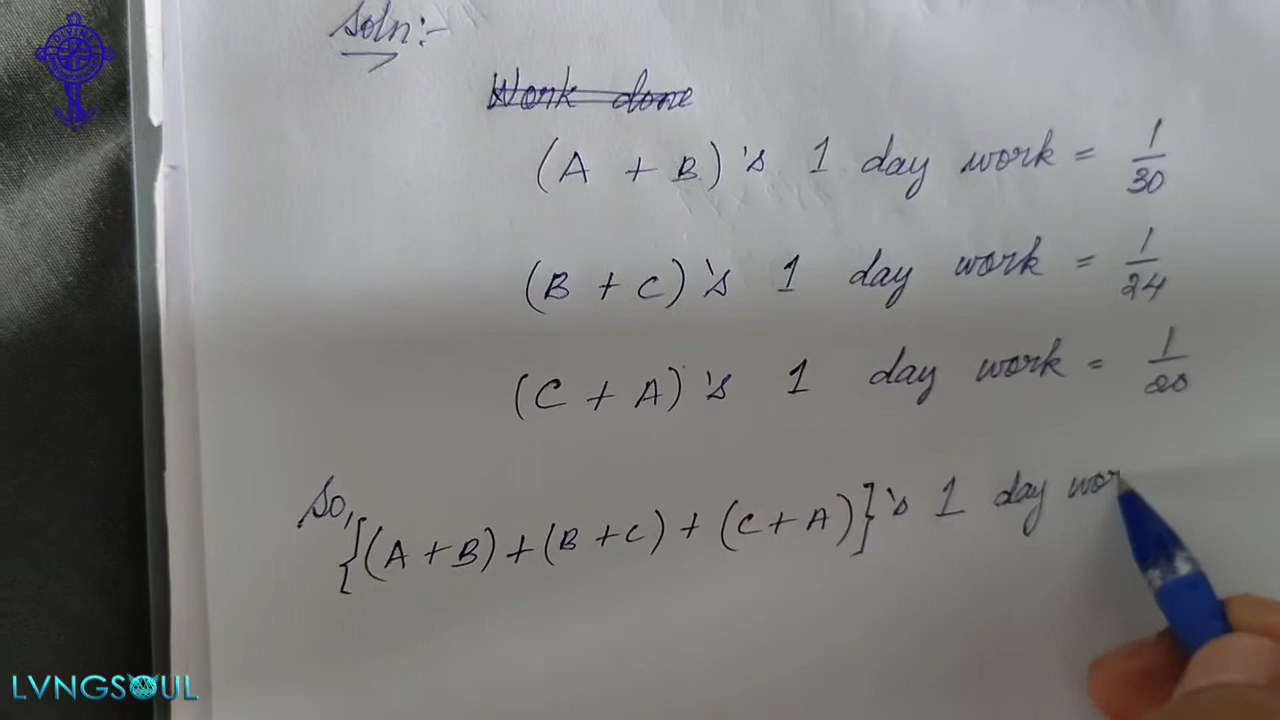 Soln:-
Work done
(A + B)'s 1 day work = 1/30
(B + C)'s 1 day work = 1/24
(C + A)'s 1 day work = 1/20
So,
{(A + B) + (B + C) + (C + A)}'s 1 day wor
DIVINE
LVNGSOUL